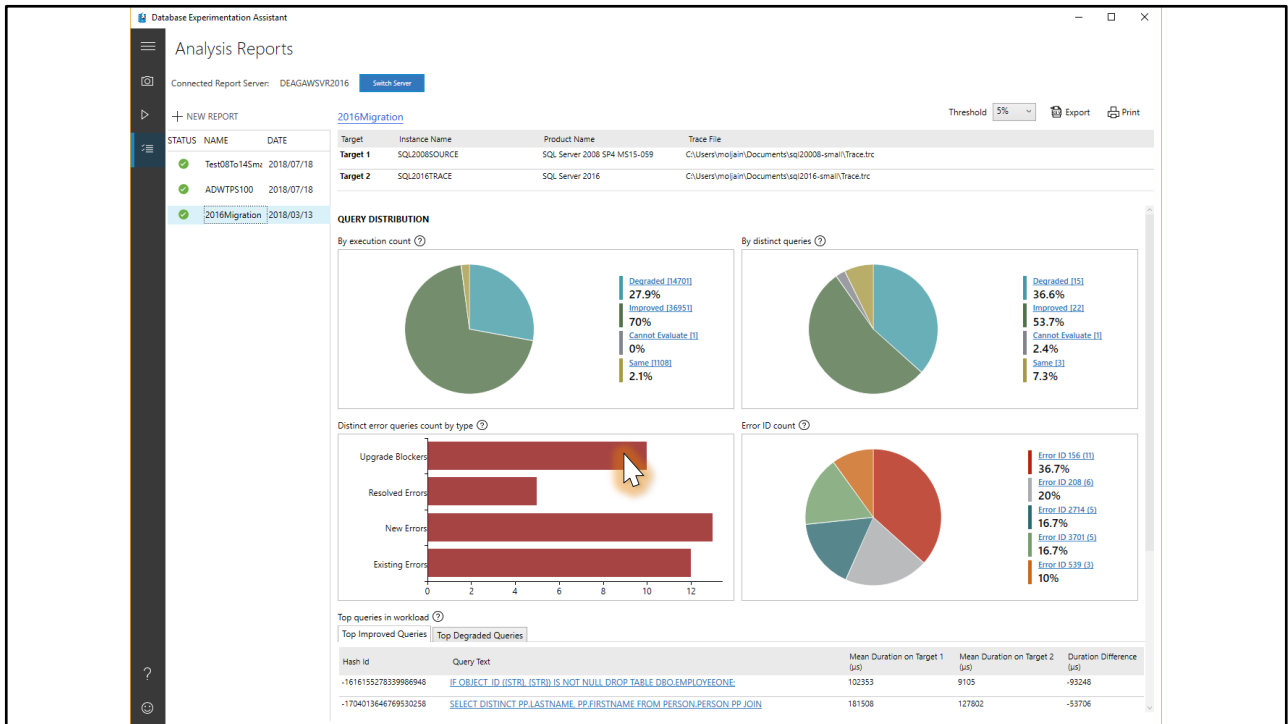 Database Experimentation Assistant
Analysis Reports
Connected Report Server: DEAGAWSVR2016 Switch Server
NEW REPORT
STATUS NAME DATE
Test08To14Sma 2018/07/18
ADWTPS100 2018/07/18
2016Migration 2018/03/13
2016Migration Threshold 5% Export Print
Target Instance Name Product Name Trace File
Target 1 SQL2008SOURCE SQL Server 2008 SP4 MS15-059 C:\Users\moljain\Documents\sql20008-small\Trace.trc
Target 2 SQL2016TRACE SQL Server 2016 C:\Users\moljain\Documents\sql2016-small\Trace.trc
QUERY DISTRIBUTION
By execution count ?
Degraded [14701]
27.9%
Improved [36951]
70%
Cannot Evaluate [1]
0%
Same [1108]
2.1%
By distinct queries ?
Degraded [15]
36.6%
Improved [22]
53.7%
Cannot Evaluate [1]
2.4%
Same [3]
7.3%
Distinct error queries count by type ?
Upgrade Blockers
Resolved Errors
New Errors
Existing Errors
0 2 4 6 8 10 12
Error ID count ?
Error ID 156 (11)
36.7%
Error ID 208 (6)
20%
Error ID 2714 (5)
16.7%
Error ID 3701 (5)
16.7%
Error ID 539 (3)
10%
Top queries in workload ?
Top Improved Queries Top Degraded Queries
Hash Id Query Text Mean Duration on Target 1 (µs) Mean Duration on Target 2 (µs) Duration Difference (µs)
-1616155278339986948 IF OBJECT_ID ({STR}, {STR}) IS NOT NULL DROP TABLE DBO.EMPLOYEEONE; 102353 9105 -93248
-1704013646769530258 SELECT DISTINCT PP.LASTNAME, PP.FIRSTNAME FROM PERSON.PERSON PP JOIN 181508 127802 -53706
?